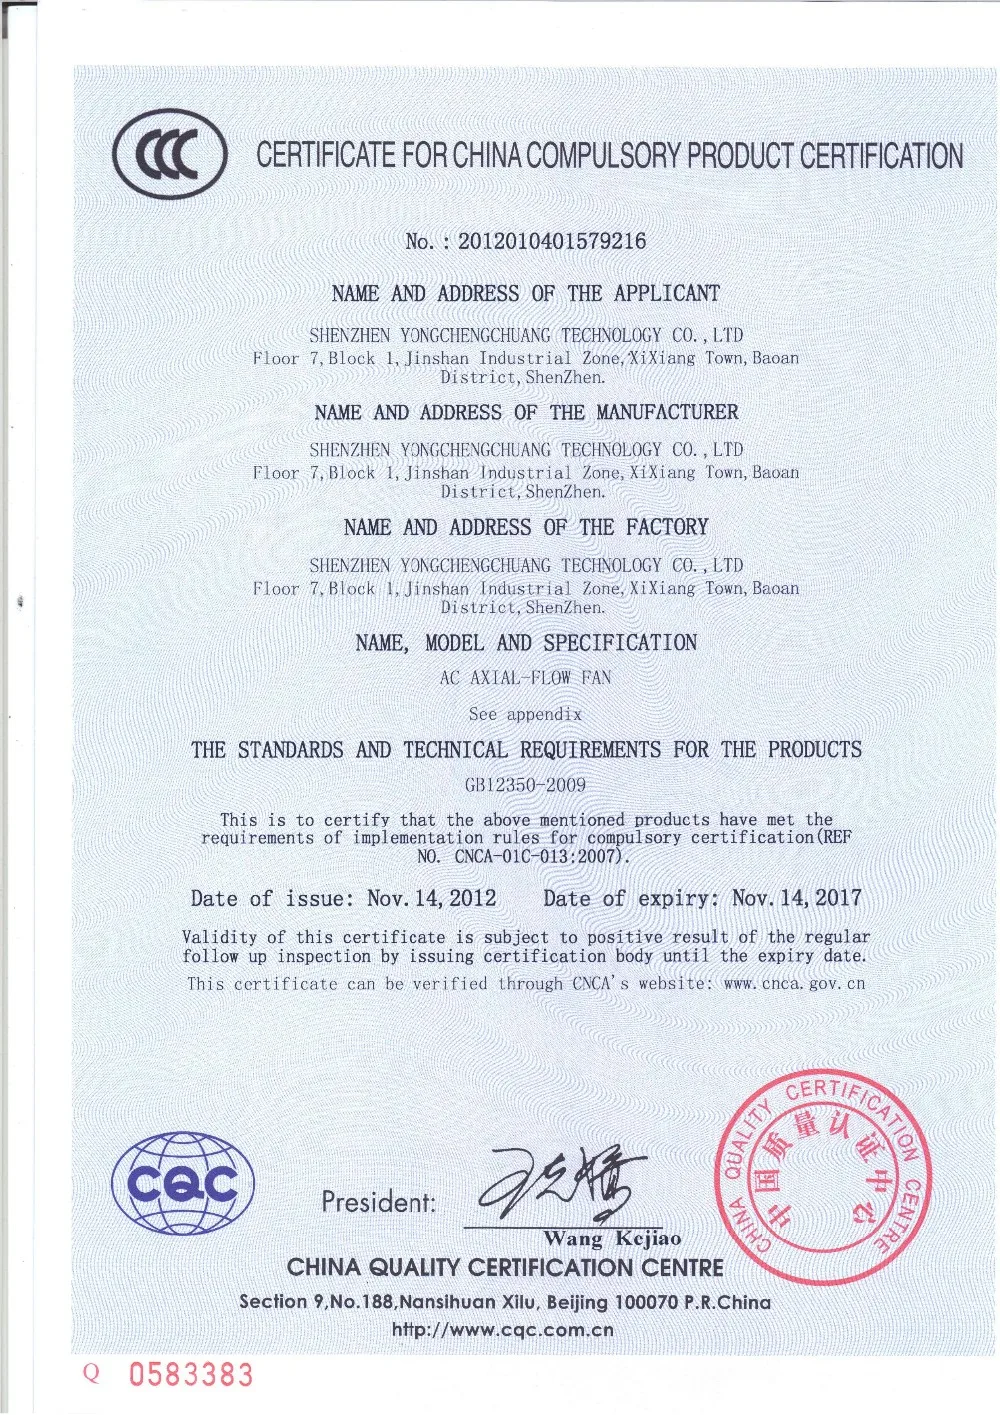 CCC
CERTIFICATE FOR CHINA COMPULSORY PRODUCT CERTIFICATION
No. : 2012010401579216
NAME AND ADDRESS OF THE APPLICANT
SHENZHEN YONGCHENGCHUANG TECHNOLOGY CO.,LTD
Floor 7,Block 1,Jinshan Industrial Zone,XiXiang Town,Baoan
District,ShenZhen.
NAME AND ADDRESS OF THE MANUFACTURER
SHENZHEN YONGCHENGCHUANG TECHNOLOGY CO.,LTD
Floor 7,Block 1,Jinshan Industrial Zone,XiXiang Town,Baoan
District,ShenZhen.
NAME AND ADDRESS OF THE FACTORY
SHENZHEN YONGCHENGCHUANG TECHNOLOGY CO.,LTD
Floor 7,Block 1,Jinshan Industrial Zone,XiXiang Town,Baoan
District,ShenZhen.
NAME, MODEL AND SPECIFICATION
AC AXIAL-FLOW FAN
See appendix
THE STANDARDS AND TECHNICAL REQUIREMENTS FOR THE PRODUCTS
GB12350-2009
This is to certify that the above mentioned products have met the
requirements of implementation rules for compulsory certification(REF
NO. CNCA-01C-013:2007).
Date of issue: Nov.14,2012 Date of expiry: Nov.14,2017
Validity of this certificate is subject to positive result of the regular
follow up inspection by issuing certification body until the expiry date.
This certificate can be verified through CNCA's website: www.cnca.gov.cn
CHINA QUALITY CERTIFICATION CENTRE
中国质量认证中心
CQC
President:
Wang Kejiao
CHINA QUALITY CERTIFICATION CENTRE
Section 9,No.188,Nansihuan Xilu, Beijing 100070 P.R.China
http://www.cqc.com.cn
Q 0583383